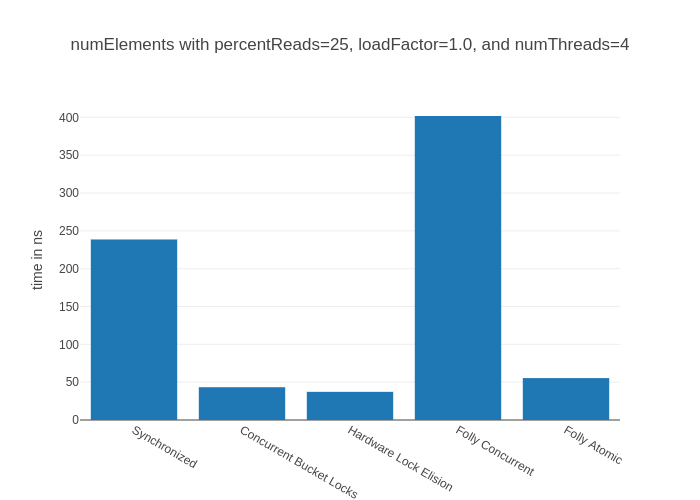 numElements with percentReads=25, loadFactor=1.0, and numThreads=4
400
350
300
250
200
150
100
50
0
time in ns
Synchronized
Concurrent Bucket Locks
Hardware Lock Elision
Folly Concurrent
Folly Atomic